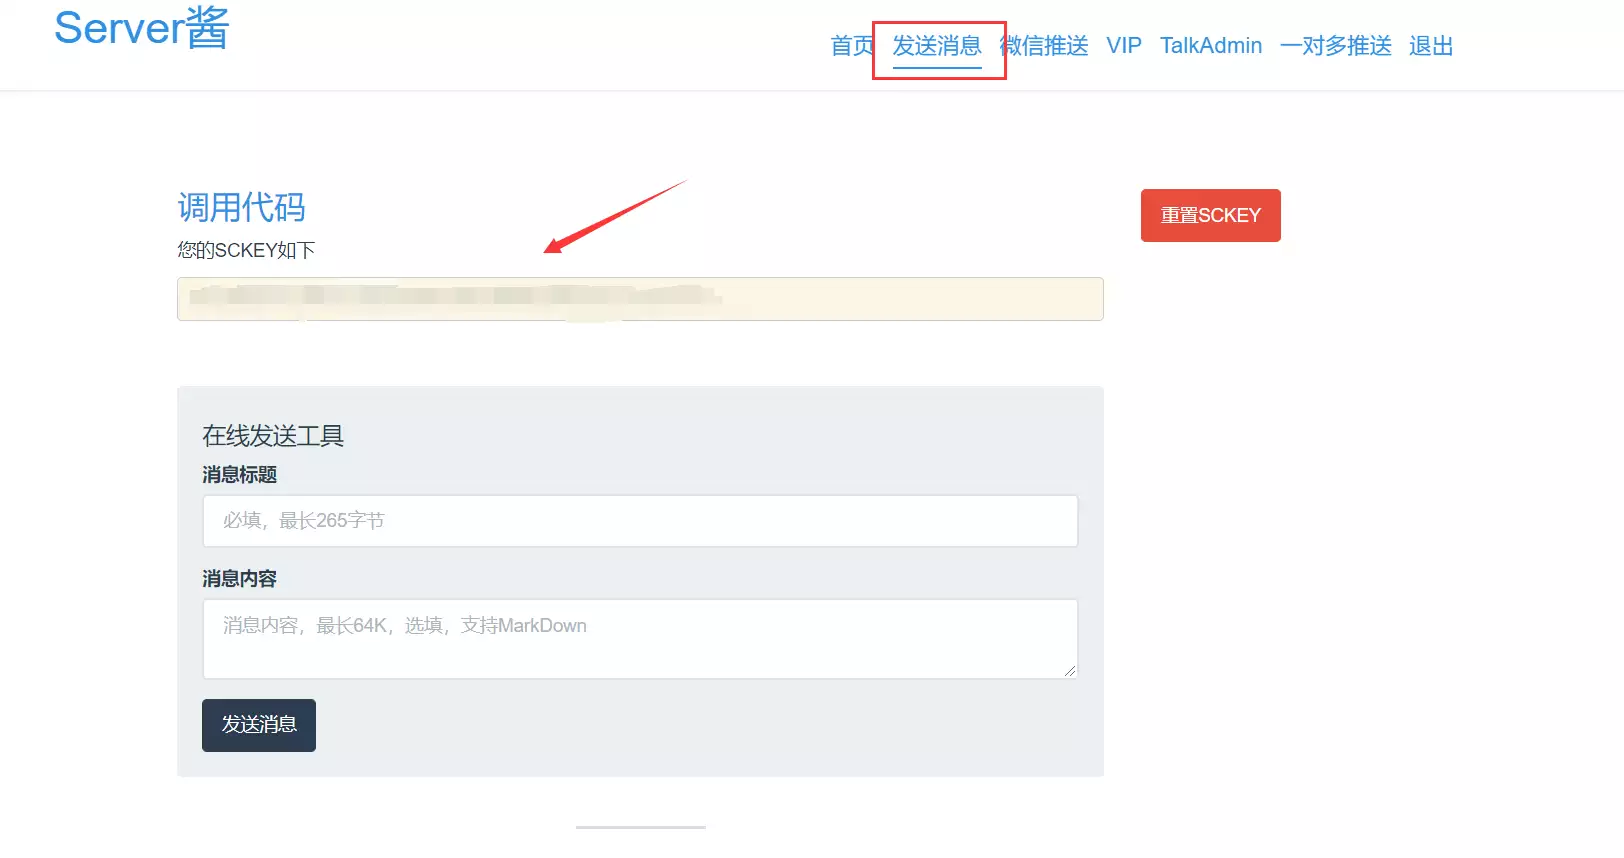 Server酱
首页 发送消息 微信推送 VIP TalkAdmin 一对多推送 退出
调用代码
重置SCKEY
您的SCKEY如下
在线发送工具
消息标题
必填，最长265字节
消息内容
消息内容，最长64K，选填，支持MarkDown
发送消息